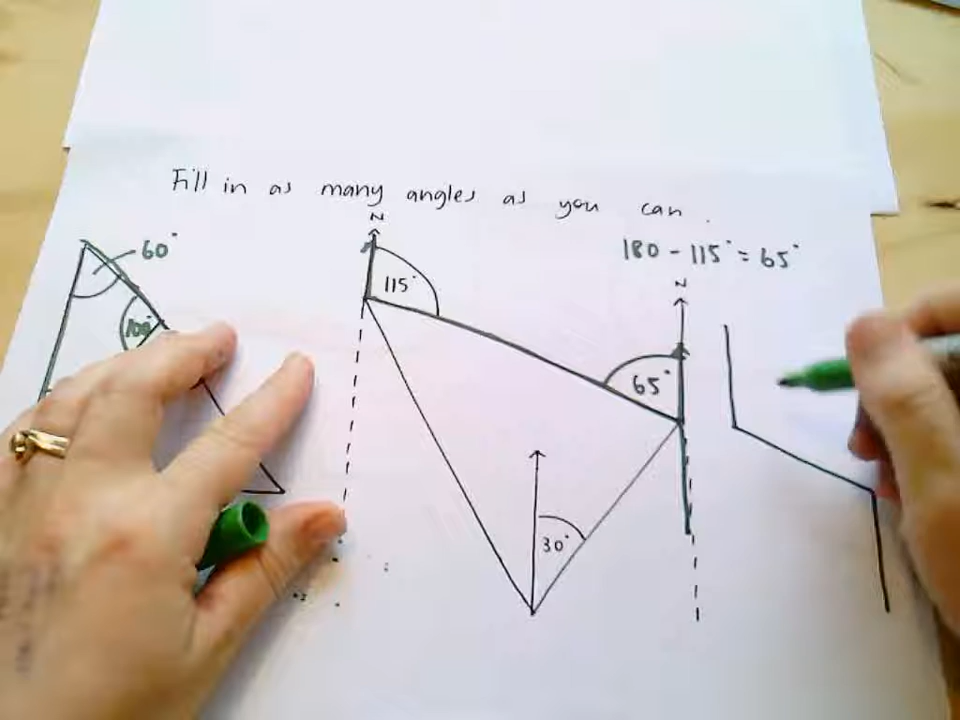 Fill in as many angles as you can.
N
180 - 115° = 65°
60°
115°
N
100°
65°
30°